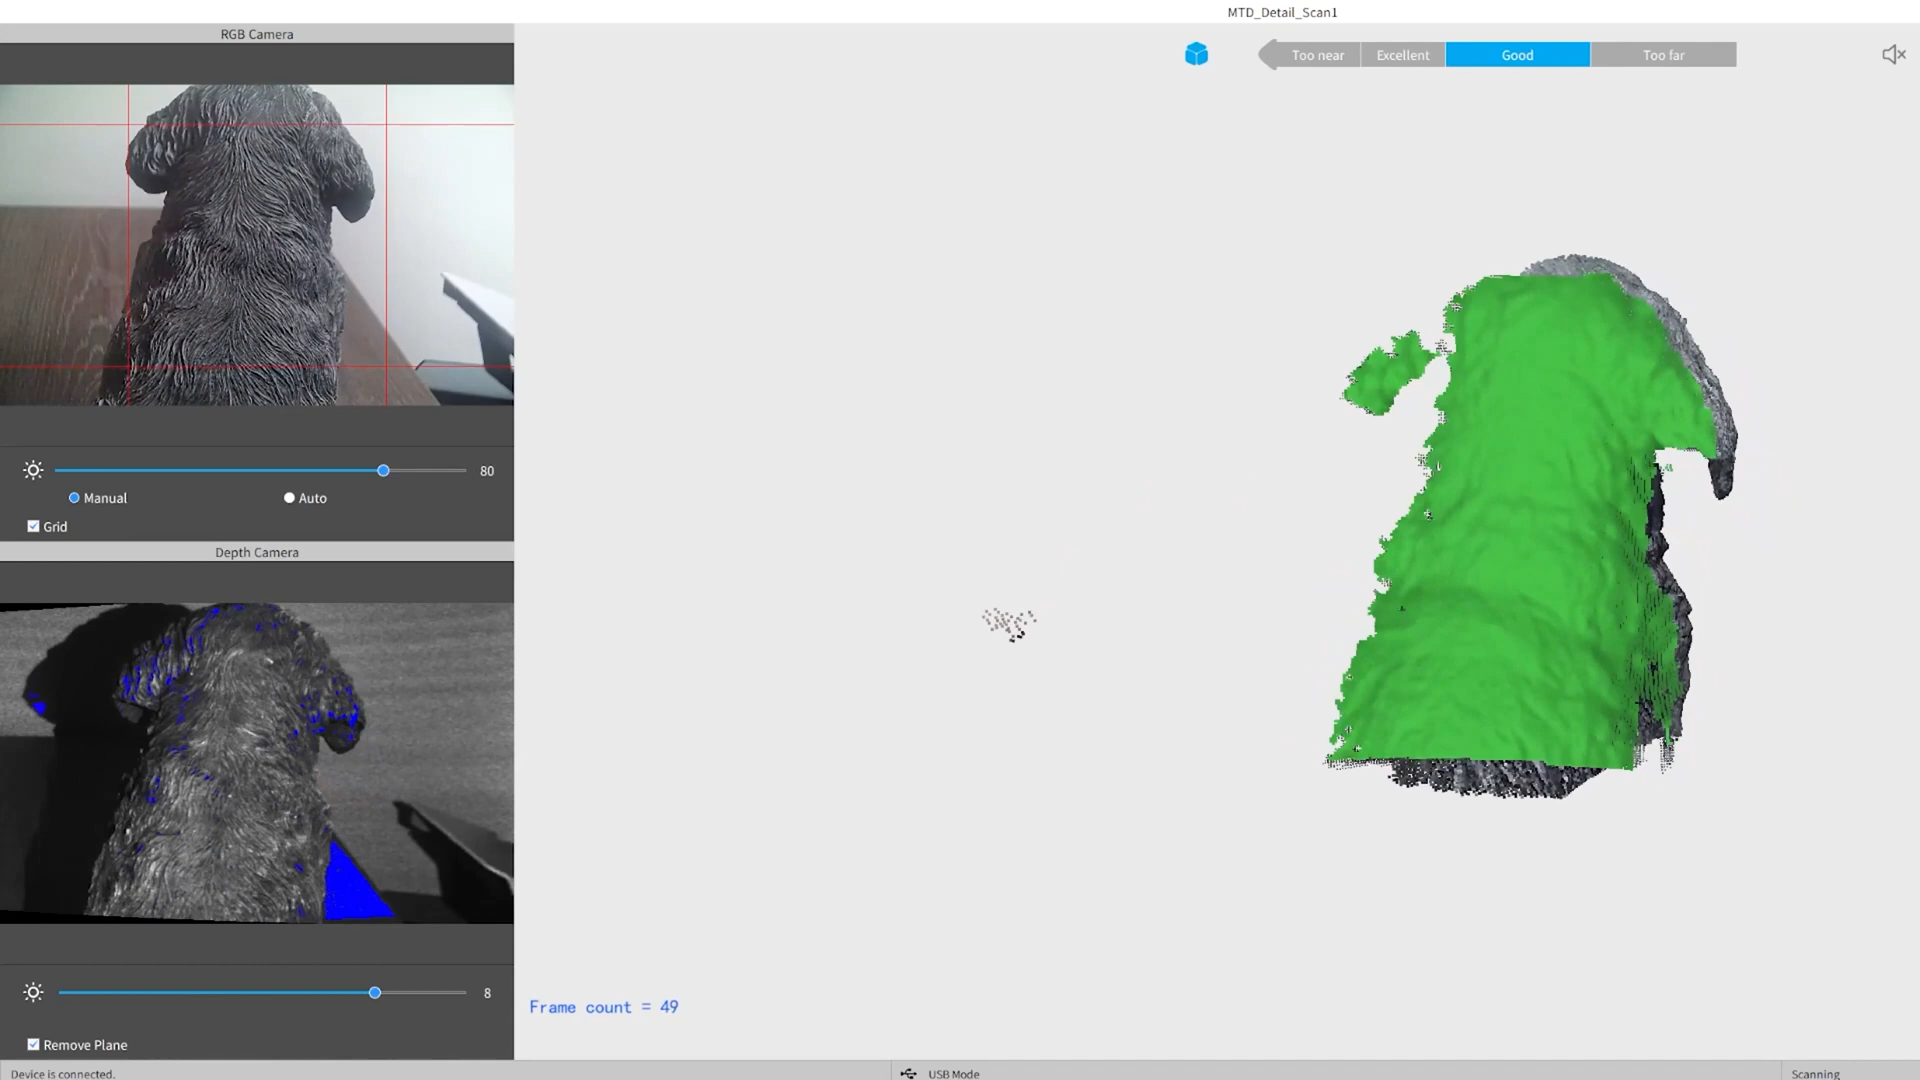 MTD_Detail_Scan1
RGB Camera
Too near
Excellent
Good
Too far
80
Manual
Auto
Grid
Depth Camera
8
Frame count = 49
Remove Plane
Device is connected.
USB Mode
Scanning